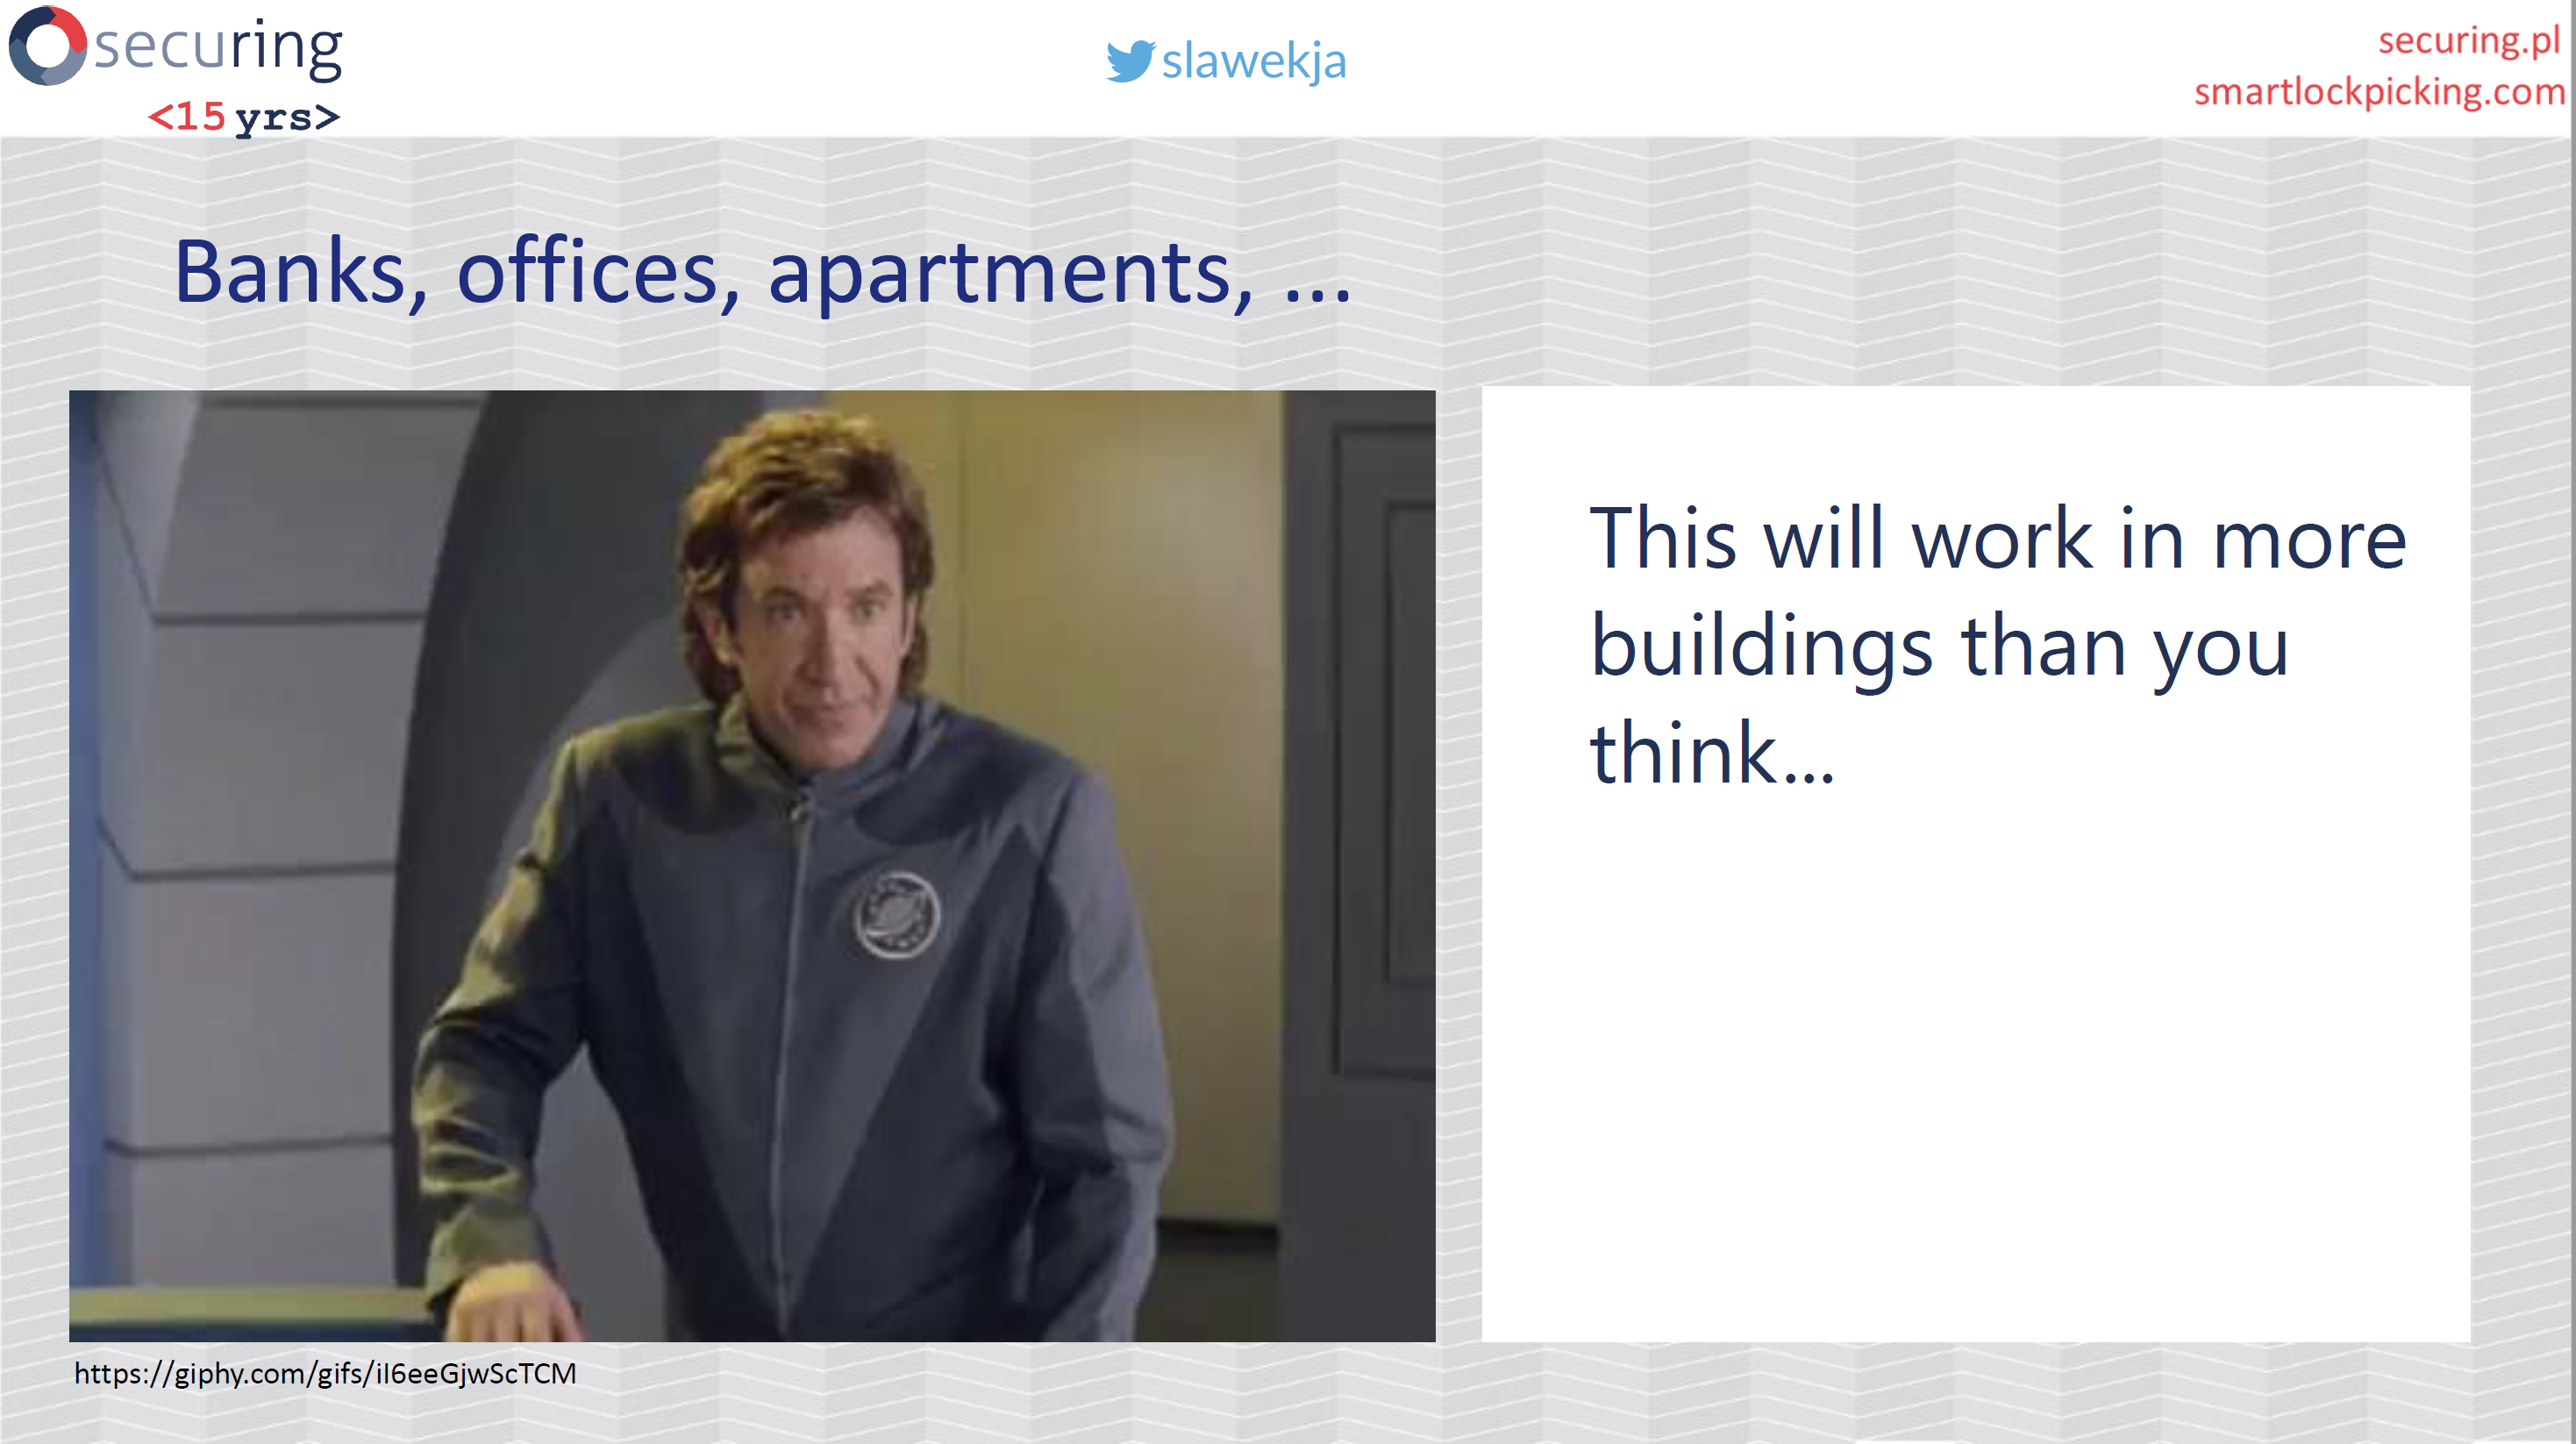 securing
<15 yrs>
slawekja
securing.pl
smartlockpicking.com
Banks, offices, apartments, ...
This will work in more
buildings than you
think...
https://giphy.com/gifs/iI6eeGjwScTCM